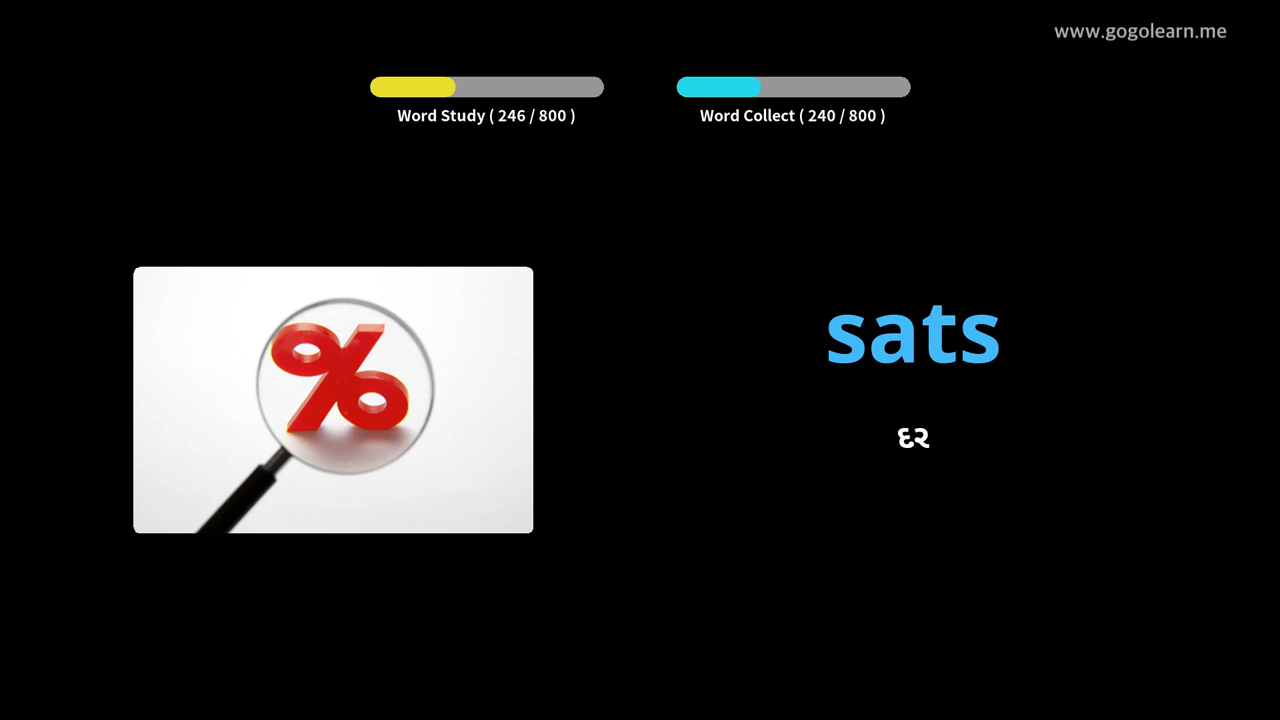 www.gogolearn.me
Word Study ( 246 / 800 )
Word Collect ( 240 / 800 )
%
sats
દર